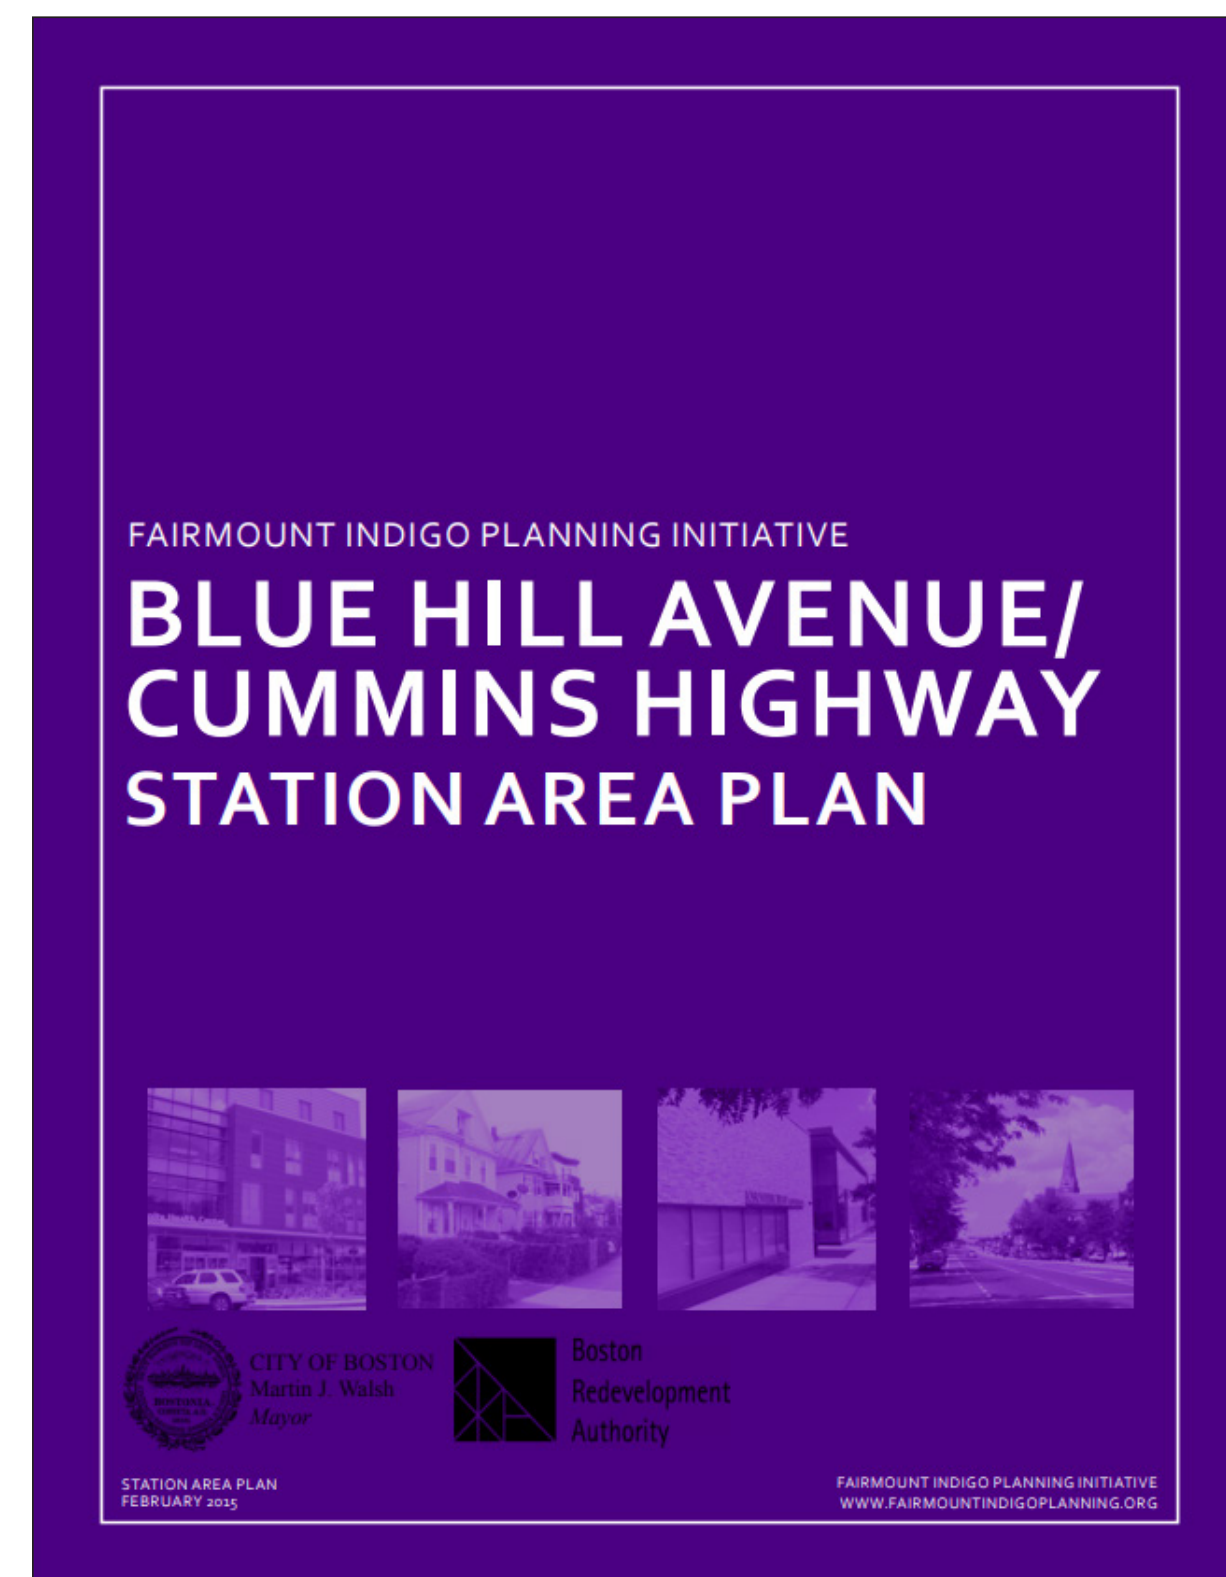 FAIRMOUNT INDIGO PLANNING INITIATIVE
BLUE HILL AVENUE/
CUMMINS HIGHWAY
STATION AREA PLAN
CITY OF BOSTON
Martin J. Walsh
Mayor
BOSTONIA
Boston
Redevelopment
Authority
STATION AREA PLAN
FEBRUARY 2015
FAIRMOUNT INDIGO PLANNING INITIATIVE
WWW.FAIRMOUNTINDIGOPLANNING.ORG